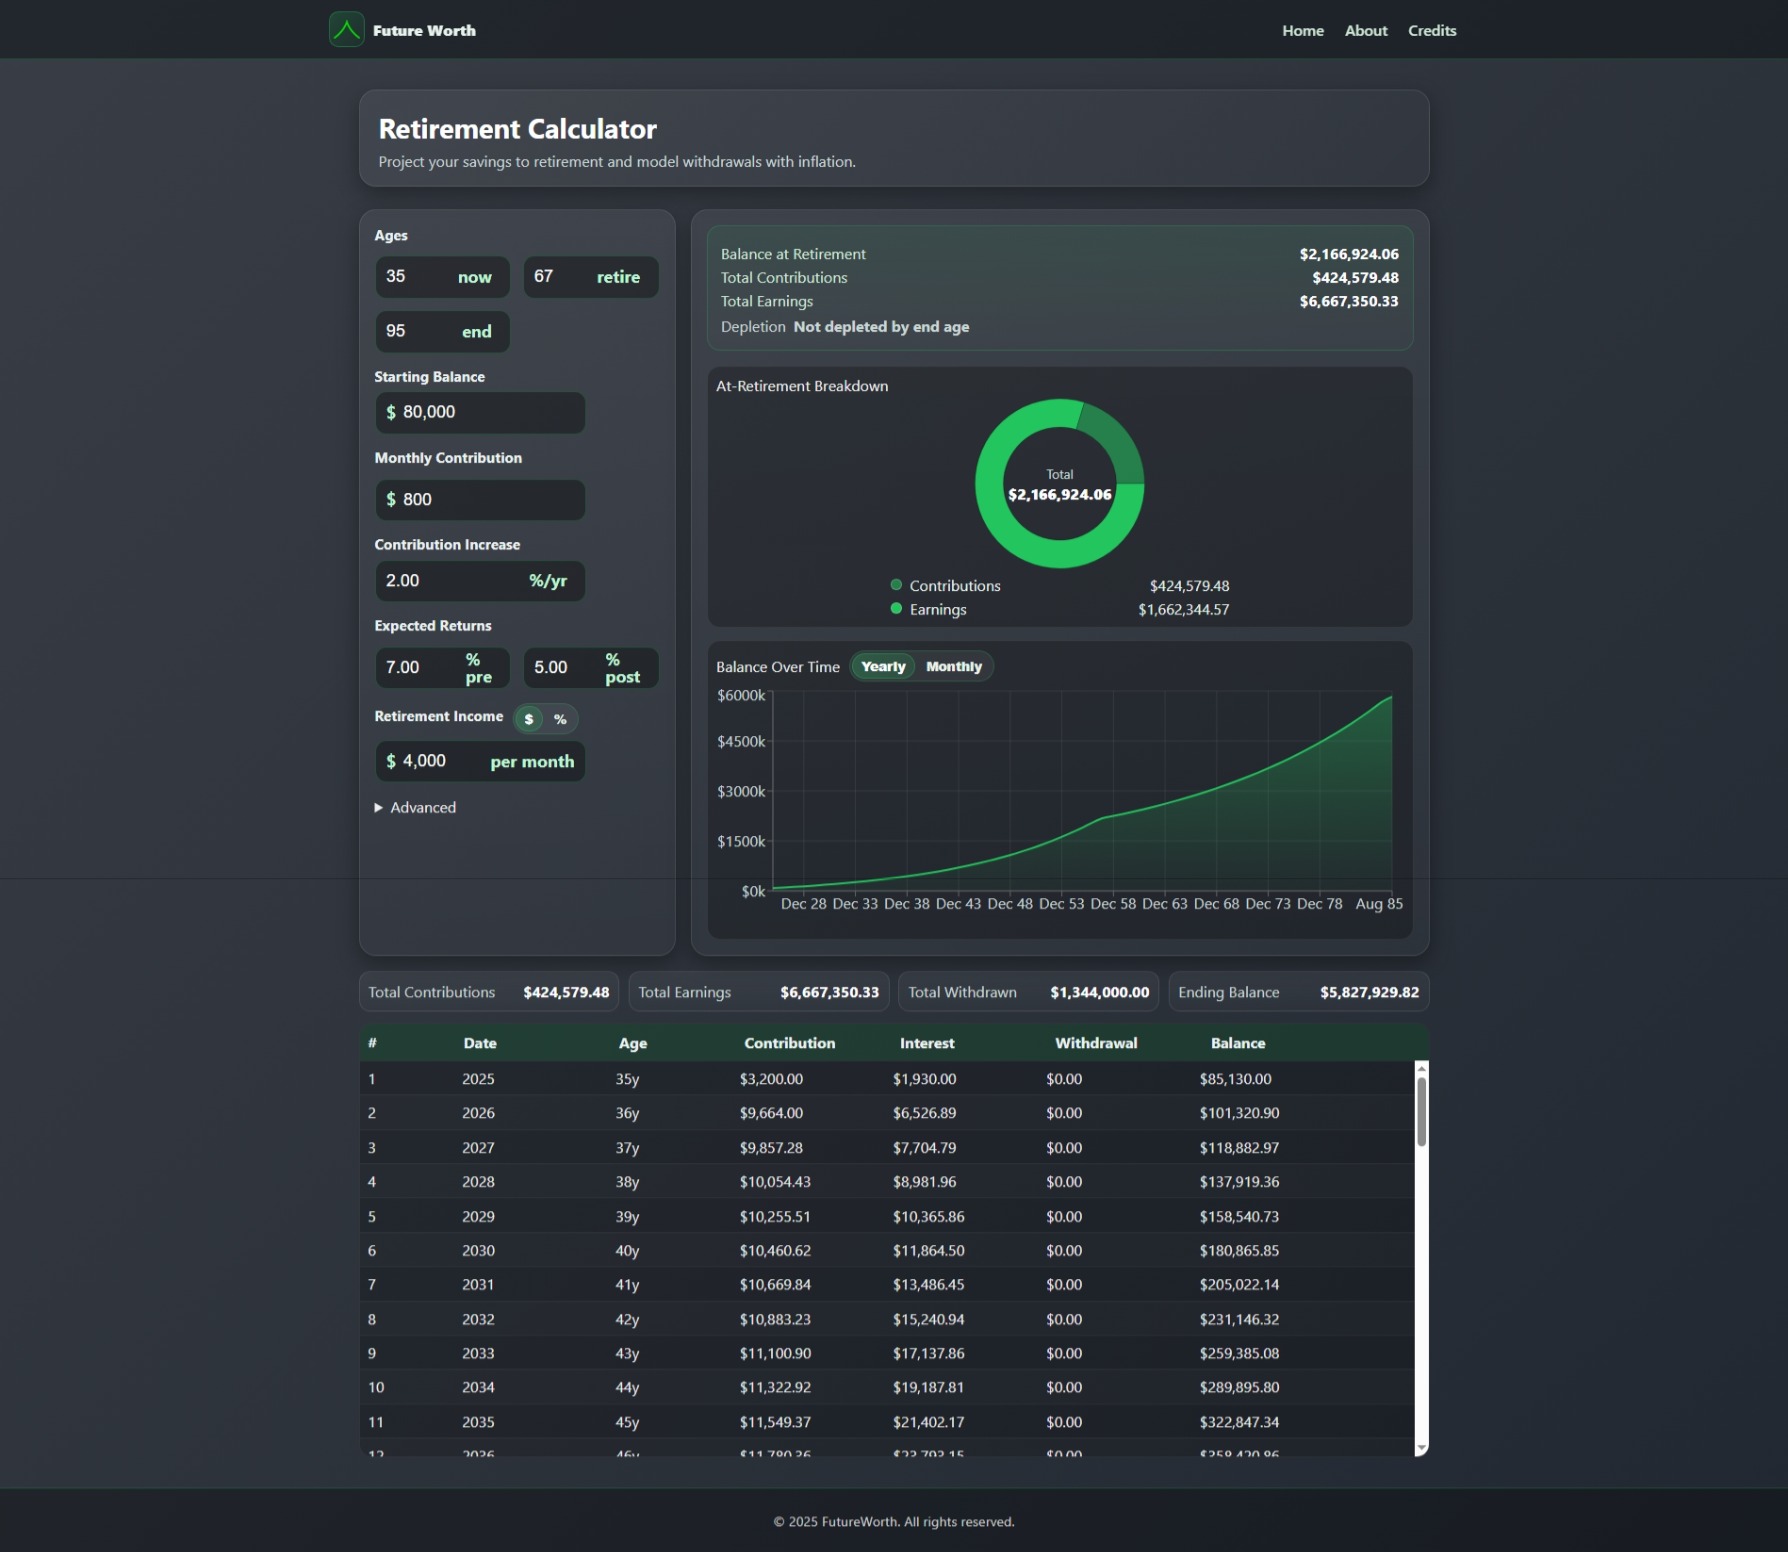 Future Worth
Home About Credits
Retirement Calculator
Project your savings to retirement and model withdrawals with inflation.
Ages
35 now 67 retire
95 end
Starting Balance
$ 80,000
Monthly Contribution
$ 800
Contribution Increase
2.00 %/yr
Expected Returns
7.00 % pre 5.00 % post
Retirement Income $ %
$ 4,000 per month
▶ Advanced
Balance at Retirement $2,166,924.06
Total Contributions $424,579.48
Total Earnings $6,667,350.33
Depletion Not depleted by end age
At-Retirement Breakdown
Total
$2,166,924.06
Contributions $424,579.48
Earnings $1,662,344.57
Balance Over Time Yearly Monthly
$6000k
$4500k
$3000k
$1500k
$0k
Dec 28 Dec 33 Dec 38 Dec 43 Dec 48 Dec 53 Dec 58 Dec 63 Dec 68 Dec 73 Dec 78 Aug 85
Total Contributions $424,579.48 Total Earnings $6,667,350.33 Total Withdrawn $1,344,000.00 Ending Balance $5,827,929.82
# Date Age Contribution Interest Withdrawal Balance
1 2025 35y $3,200.00 $1,930.00 $0.00 $85,130.00
2 2026 36y $9,664.00 $6,526.89 $0.00 $101,320.90
3 2027 37y $9,857.28 $7,704.79 $0.00 $118,882.97
4 2028 38y $10,054.43 $8,981.96 $0.00 $137,919.36
5 2029 39y $10,255.51 $10,365.86 $0.00 $158,540.73
6 2030 40y $10,460.62 $11,864.50 $0.00 $180,865.85
7 2031 41y $10,669.84 $13,486.45 $0.00 $205,022.14
8 2032 42y $10,883.23 $15,240.94 $0.00 $231,146.32
9 2033 43y $11,100.90 $17,137.86 $0.00 $259,385.08
10 2034 44y $11,322.92 $19,187.81 $0.00 $289,895.80
11 2035 45y $11,549.37 $21,402.17 $0.00 $322,847.34
12 2036 46y $11,780.36 $23,793.15 $0.00 $358,420.86
© 2025 FutureWorth. All rights reserved.